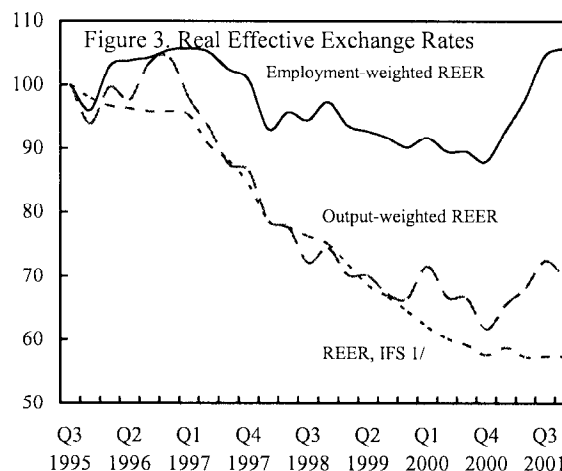 Figure 3. Real Effective Exchange Rates
110
100
90
80
70
60
50
Employment-weighted REER
Output-weighted REER
REER, IFS 1/
Q3 Q2 Q1 Q4 Q3 Q2 Q1 Q4 Q3
1995 1996 1997 1997 1998 1999 2000 2000 2001